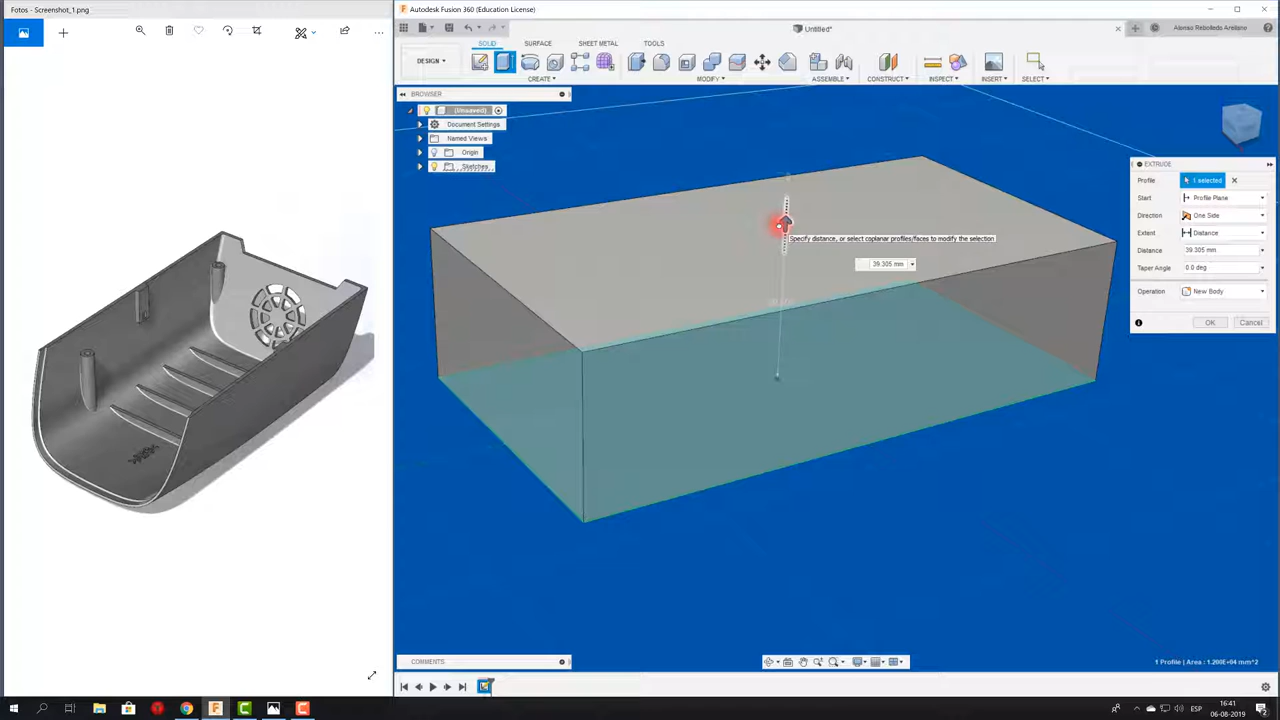 Fotos - Screenshot_1.png
Autodesk Fusion 360 (Education License)
Untitled*
Alonso Rebolledo Arellano
SOLID SURFACE SHEET METAL TOOLS
DESIGN
CREATE MODIFY ASSEMBLE CONSTRUCT INSPECT INSERT SELECT
BROWSER
(Unsaved)
Document Settings
Named Views
Origin
Sketches
EXTRUDE
Profile 1 selected
Start Profile Plane
Direction One Side
Extent Distance
Distance 39.305 mm
Taper Angle 0.0 deg
Operation New Body
OK Cancel
Specify distance, or select coplanar profiles/faces to modify the selection
39.305 mm
COMMENTS
1 Profile | Area : 1.200E+04 mm^2
ESP
16:41
06-08-2019
2